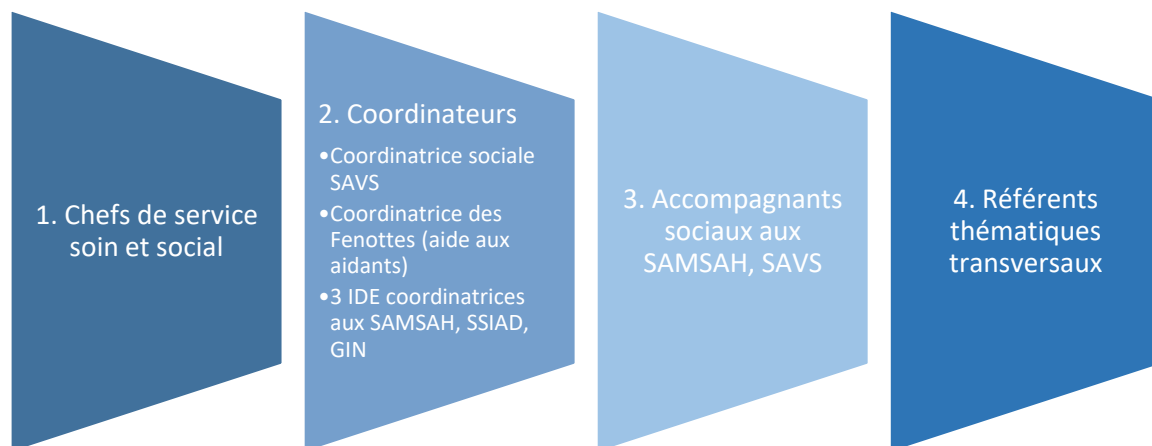 1. Chefs de service
soin et social
2. Coordinateurs
•Coordinatrice sociale
SAVS
•Coordinatrice des
Fenottes (aide aux
aidants)
•3 IDE coordinatrices
aux SAMSAH, SSIAD,
GIN
3. Accompagnants
sociaux aux
SAMSAH, SAVS
4. Référents
thématiques
transversaux